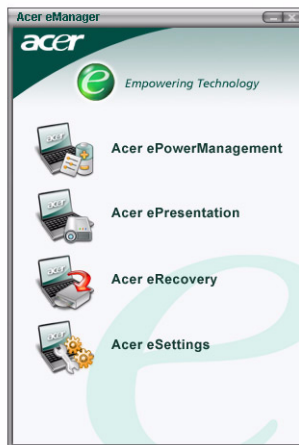 Acer eManager
acer
e Empowering Technology
Acer ePowerManagement
Acer ePresentation
Acer eRecovery
Acer eSettings